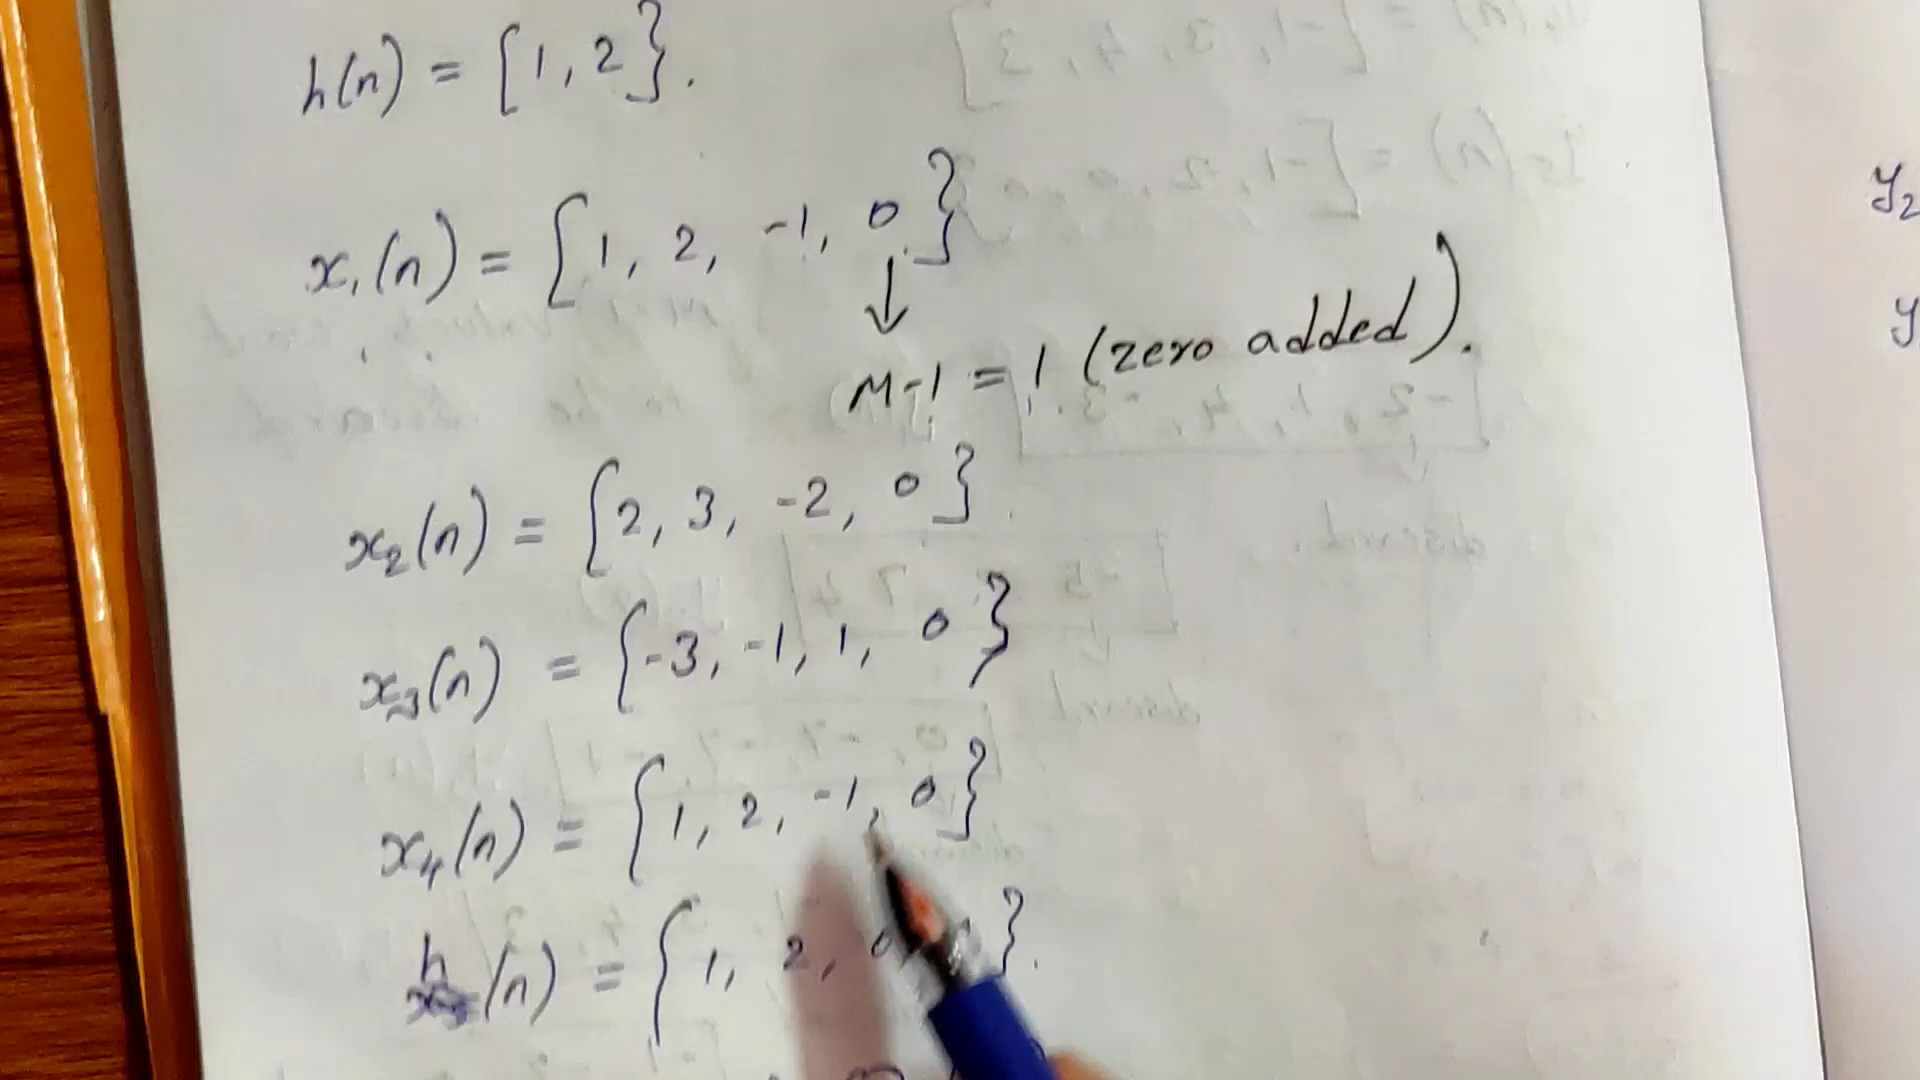 h(n) = {1, 2}.
x₁(n) = {1, 2, -1, 0}
↓
M-1 = 1 (zero added).
x₂(n) = {2, 3, -2, 0}
x₃(n) = {-3, -1, 1, 0}
x₄(n) = {1, 2, -1, 0}
h(n) = {1, 2, 0, }.
y₂
y